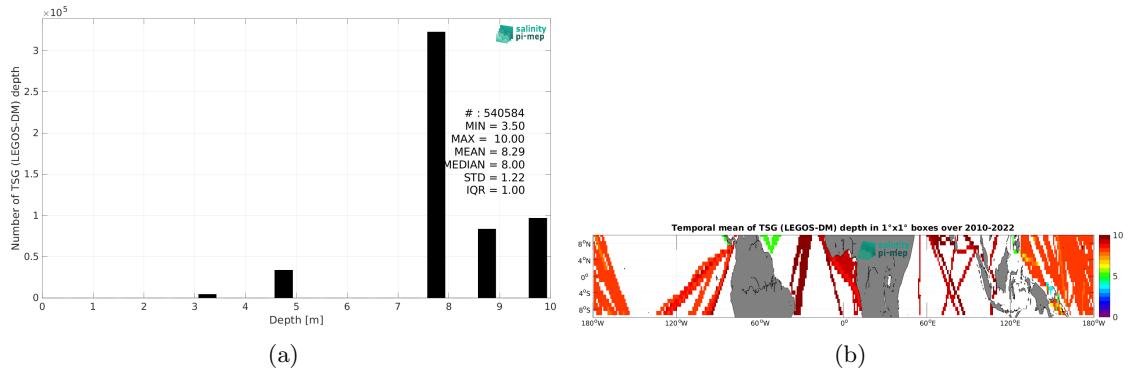 ×10⁵
salinity
pi-mep
3
2.5
2
1.5
1
0.5
0
Number of TSG (LEGOS-DM) depth
# : 540584
MIN = 3.50
MAX = 10.00
MEAN = 8.29
MEDIAN = 8.00
STD = 1.22
IQR = 1.00
0 1 2 3 4 5 6 7 8 9 10
Depth [m]
(a)
Temporal mean of TSG (LEGOS-DM) depth in 1°x1° boxes over 2010-2022
salinity
pi-mep
8°N
4°N
0°
4°S
8°S
180°W 120°W 60°W 0° 60°E 120°E 180°W
10
5
0
(b)